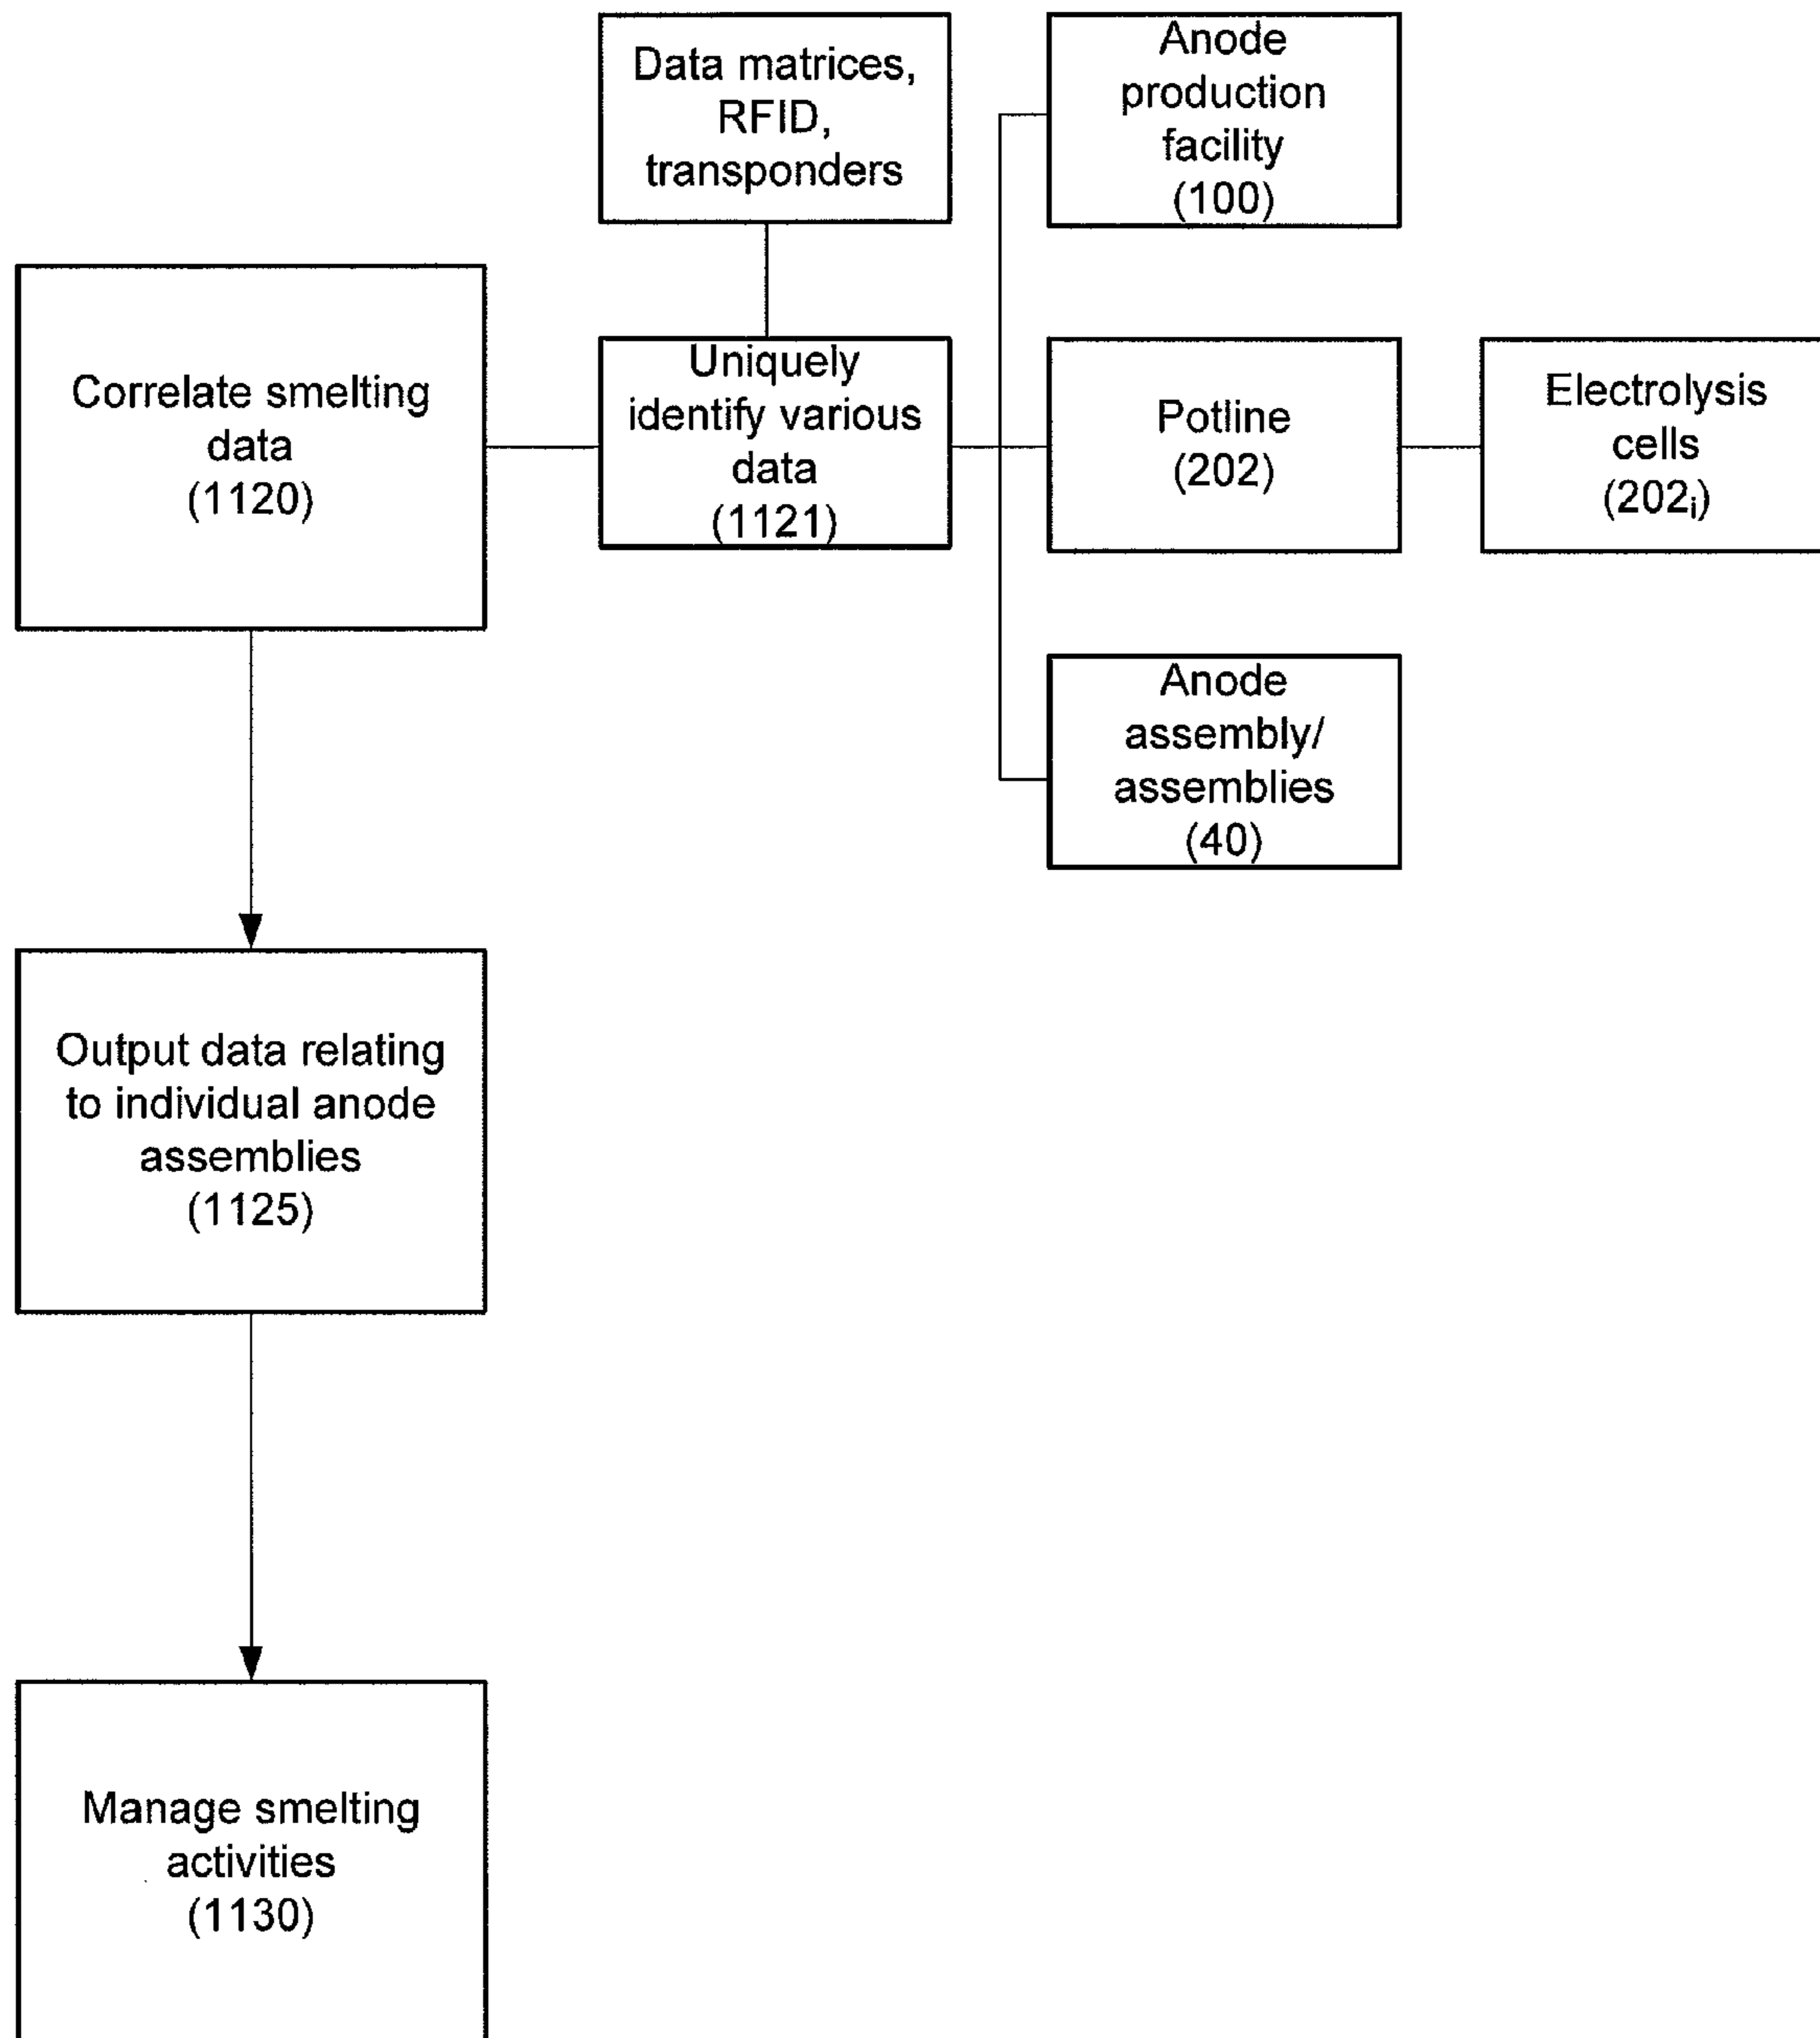 Data matrices,
RFID,
transponders
Anode
production
facility
(100)
Correlate smelting
data
(1120)
Uniquely
identify various
data
(1121)
Potline
(202)
Electrolysis
cells
(202i)
Anode
assembly/
assemblies
(40)
Output data relating
to individual anode
assemblies
(1125)
Manage smelting
activities
(1130)